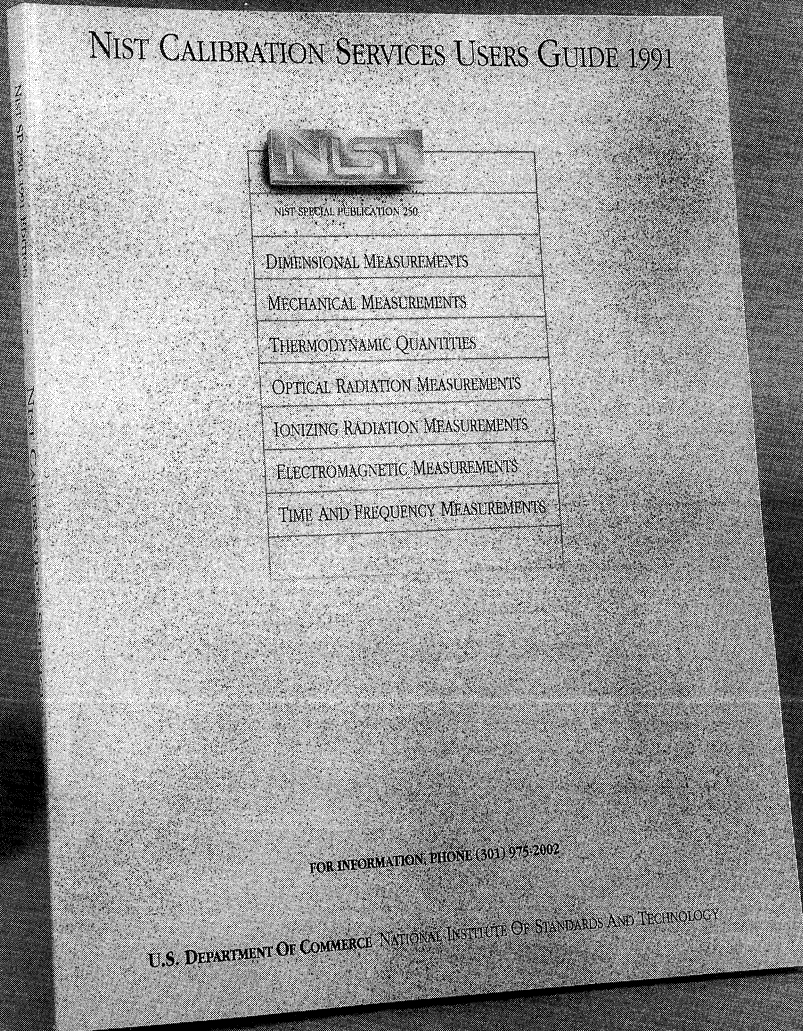 NIST CALIBRATION SERVICES USERS GUIDE 1991
NIST
NIST SPECIAL PUBLICATION 250
DIMENSIONAL MEASUREMENTS
MECHANICAL MEASUREMENTS
THERMODYNAMIC QUANTITIES
OPTICAL RADIATION MEASUREMENTS
IONIZING RADIATION MEASUREMENTS
ELECTROMAGNETIC MEASUREMENTS
TIME AND FREQUENCY MEASUREMENTS
FOR INFORMATION, PHONE (301) 975-2002
U.S. DEPARTMENT OF COMMERCE NATIONAL INSTITUTE OF STANDARDS AND TECHNOLOGY